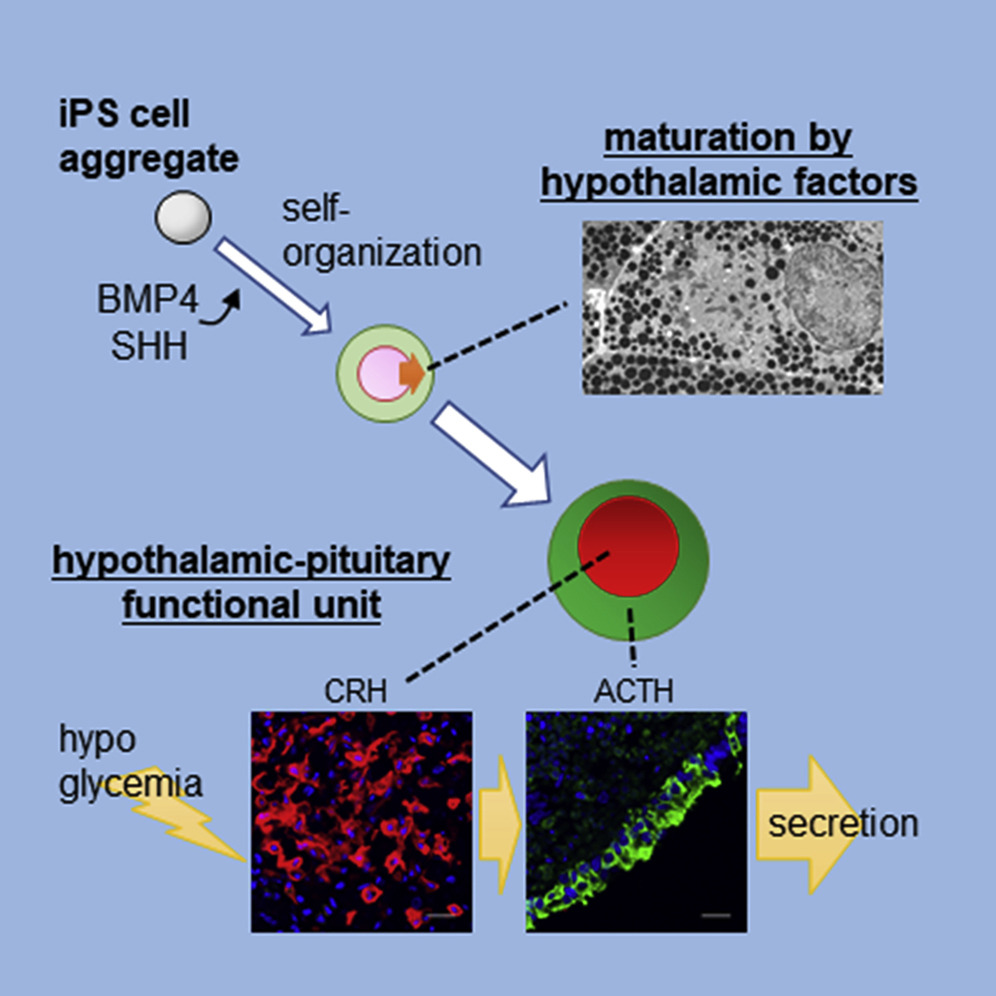 iPS cell
aggregate
self-
organization
BMP4
SHH
maturation by
hypothalamic factors
hypothalamic-pituitary
functional unit
CRH
ACTH
hypo
glycemia
secretion